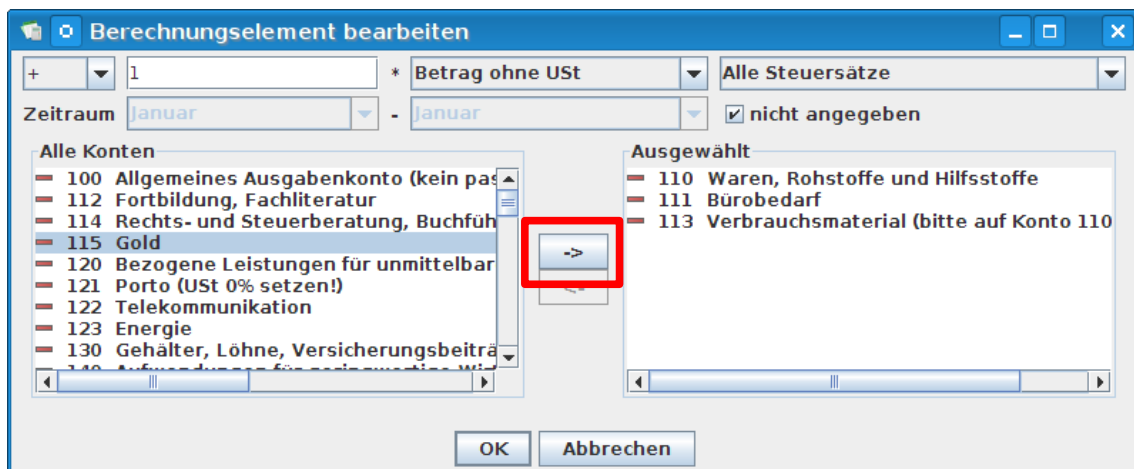 Berechnungselement bearbeiten
+ 1 * Betrag ohne USt Alle Steuersätze
Zeitraum Januar - Januar nicht angegeben
Alle Konten
100 Allgemeines Ausgabenkonto (kein pas
112 Fortbildung, Fachliteratur
114 Rechts- und Steuerberatung, Buchfüh
115 Gold
120 Bezogene Leistungen für unmittelbar
121 Porto (USt 0% setzen!)
122 Telekommunikation
123 Energie
130 Gehälter, Löhne, Versicherungsbeiträ
->
<-
Ausgewählt
110 Waren, Rohstoffe und Hilfsstoffe
111 Bürobedarf
113 Verbrauchsmaterial (bitte auf Konto 110
OK Abbrechen